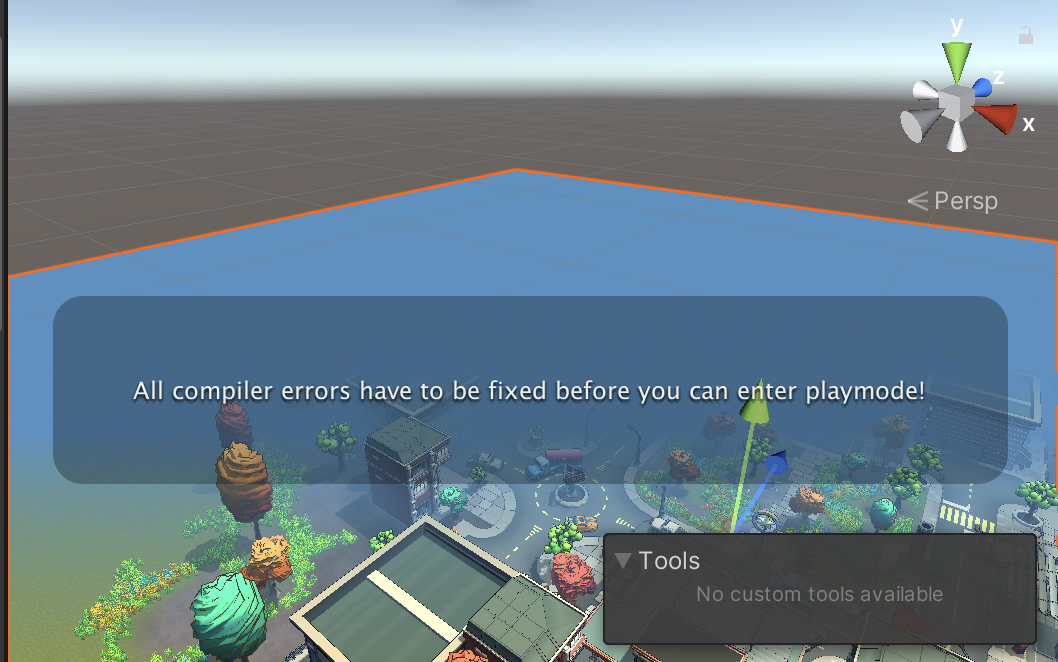 y
z
x
Persp
All compiler errors have to be fixed before you can enter playmode!
Tools
No custom tools available